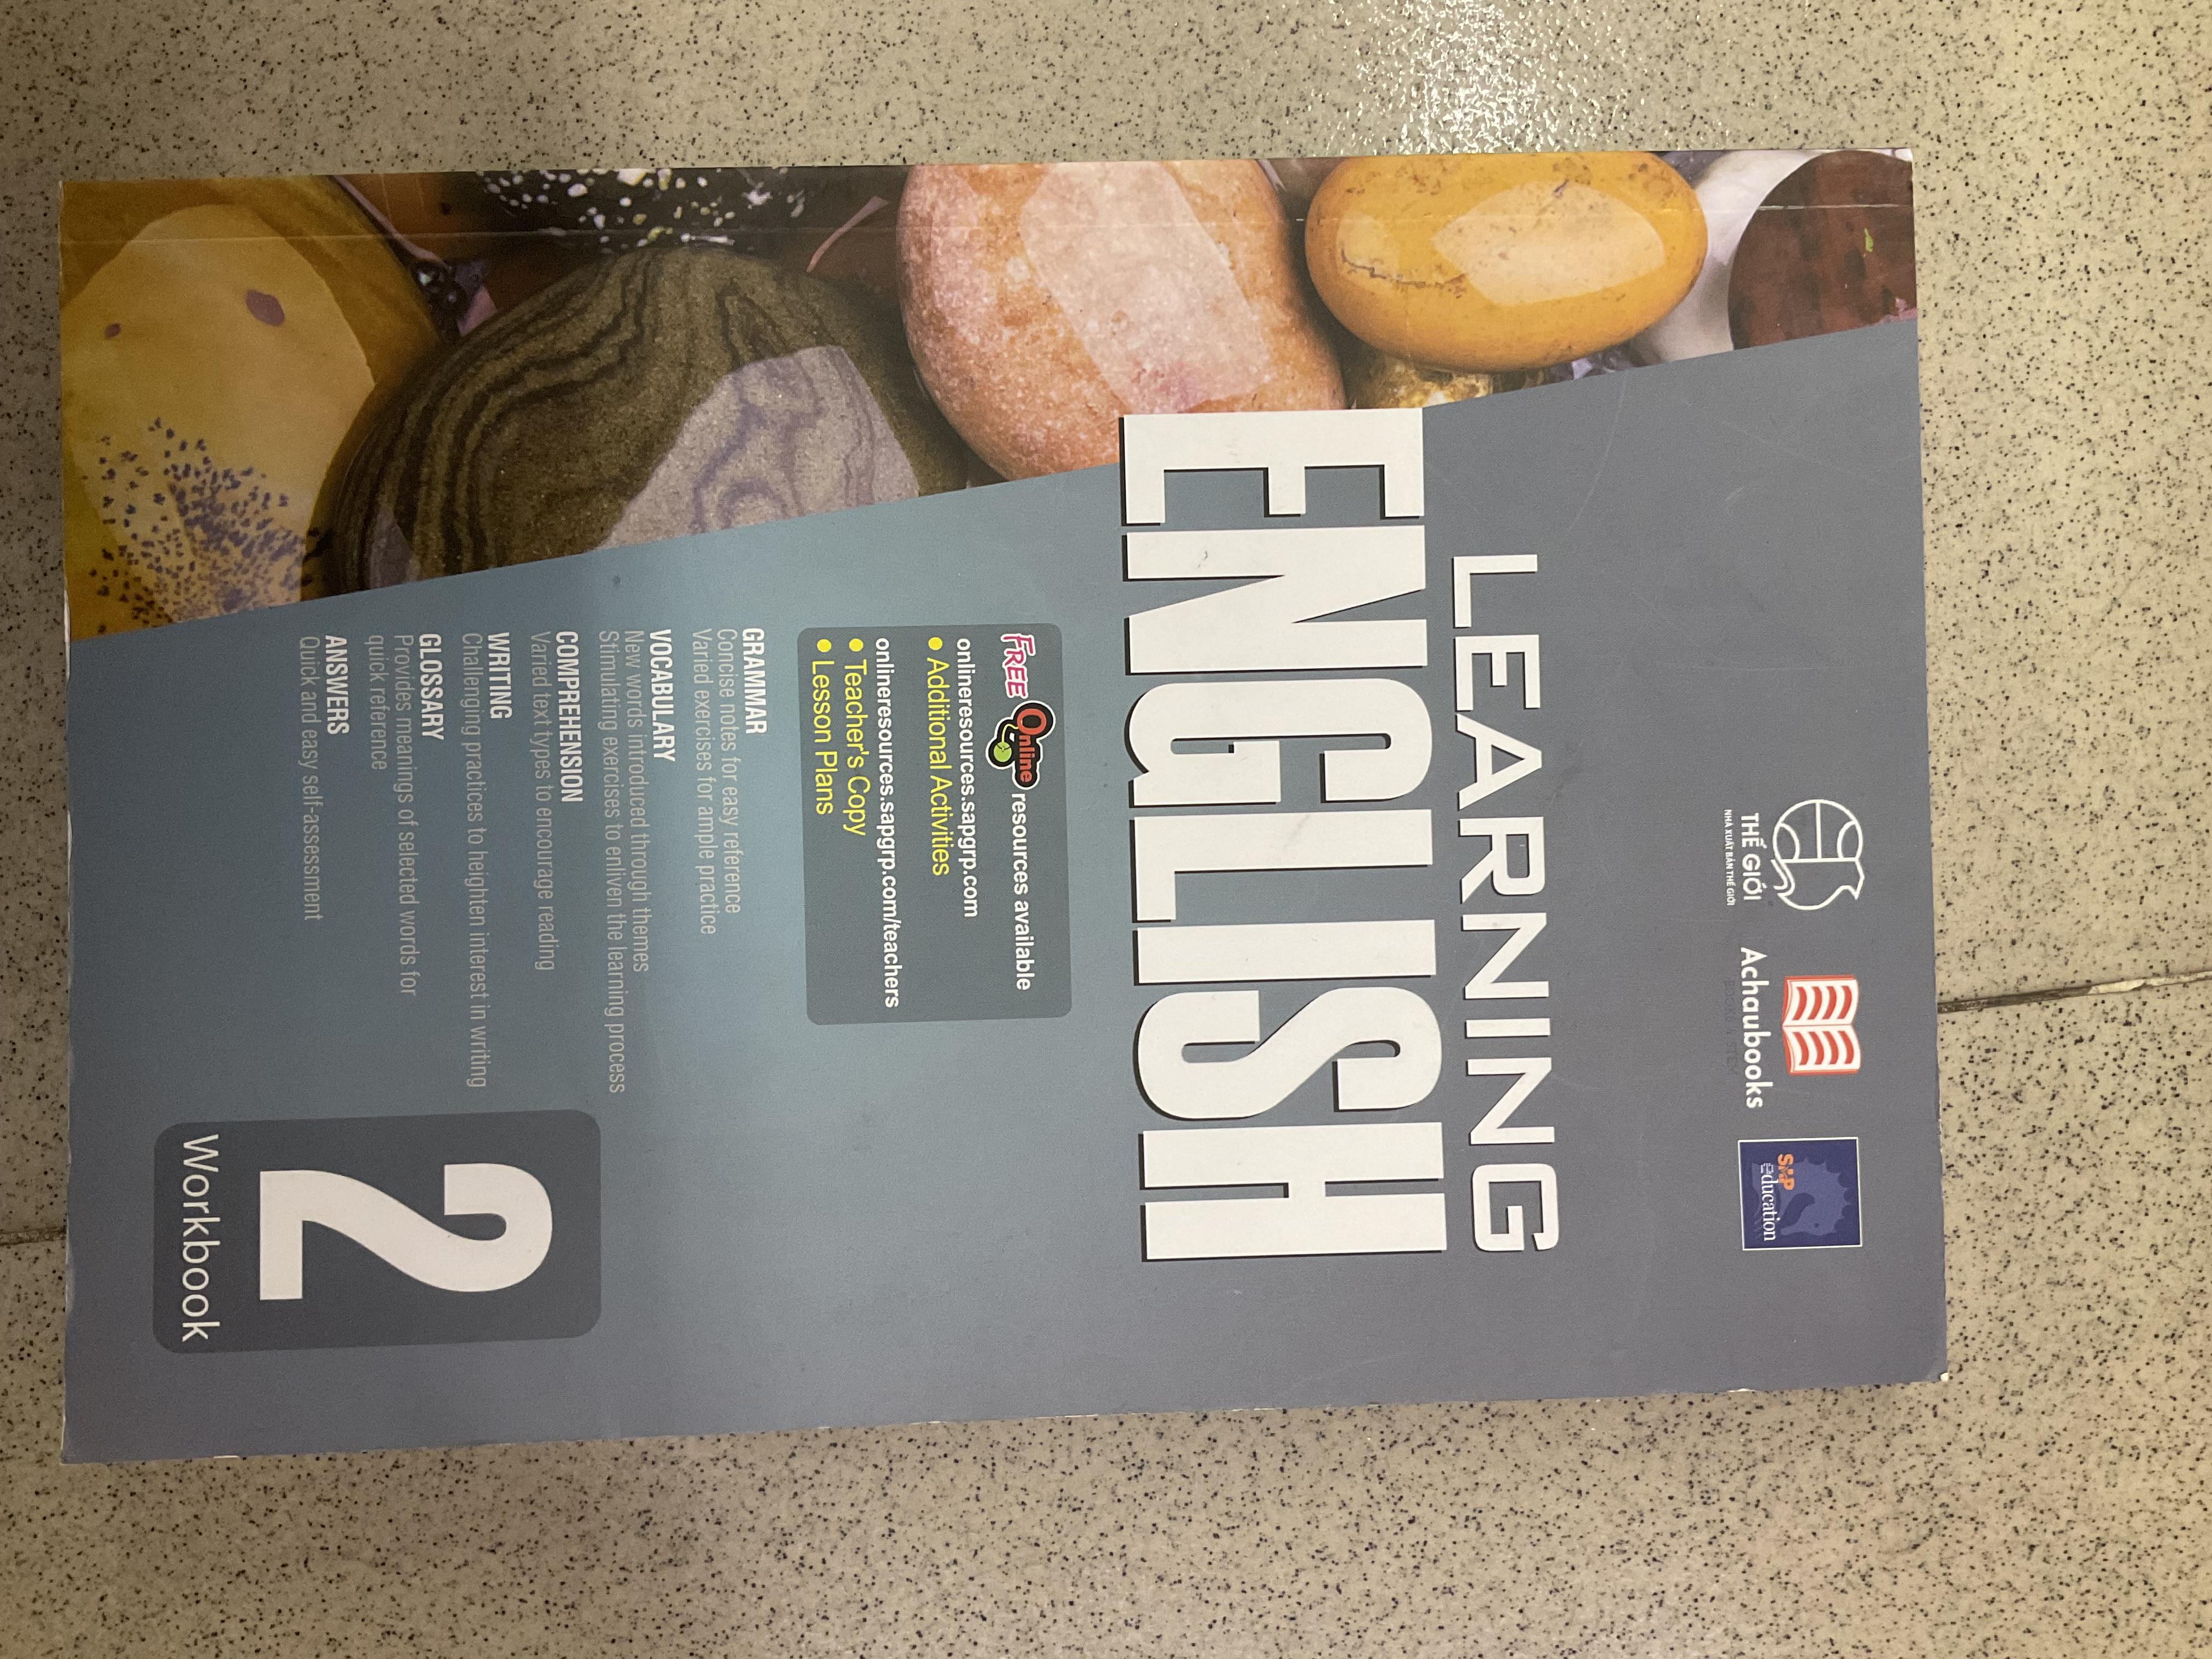 THẾ GIỚI
NHÀ XUẤT BẢN THẾ GIỚI
Achaubooks
BOOKS 4 STEM
SAP
education
LEARNING
ENGLISH
FREE Online resources available
onlineresources.sapgrp.com
• Additional Activities
onlineresources.sapgrp.com/teachers
• Teacher's Copy
• Lesson Plans
GRAMMAR
Concise notes for easy reference
Varied exercises for ample practice
VOCABULARY
New words introduced through themes
Stimulating exercises to enliven the learning process
COMPREHENSION
Varied text types to encourage reading
WRITING
Challenging practices to heighten interest in writing
GLOSSARY
Provides meanings of selected words for
quick reference
ANSWERS
Quick and easy self-assessment
2
Workbook